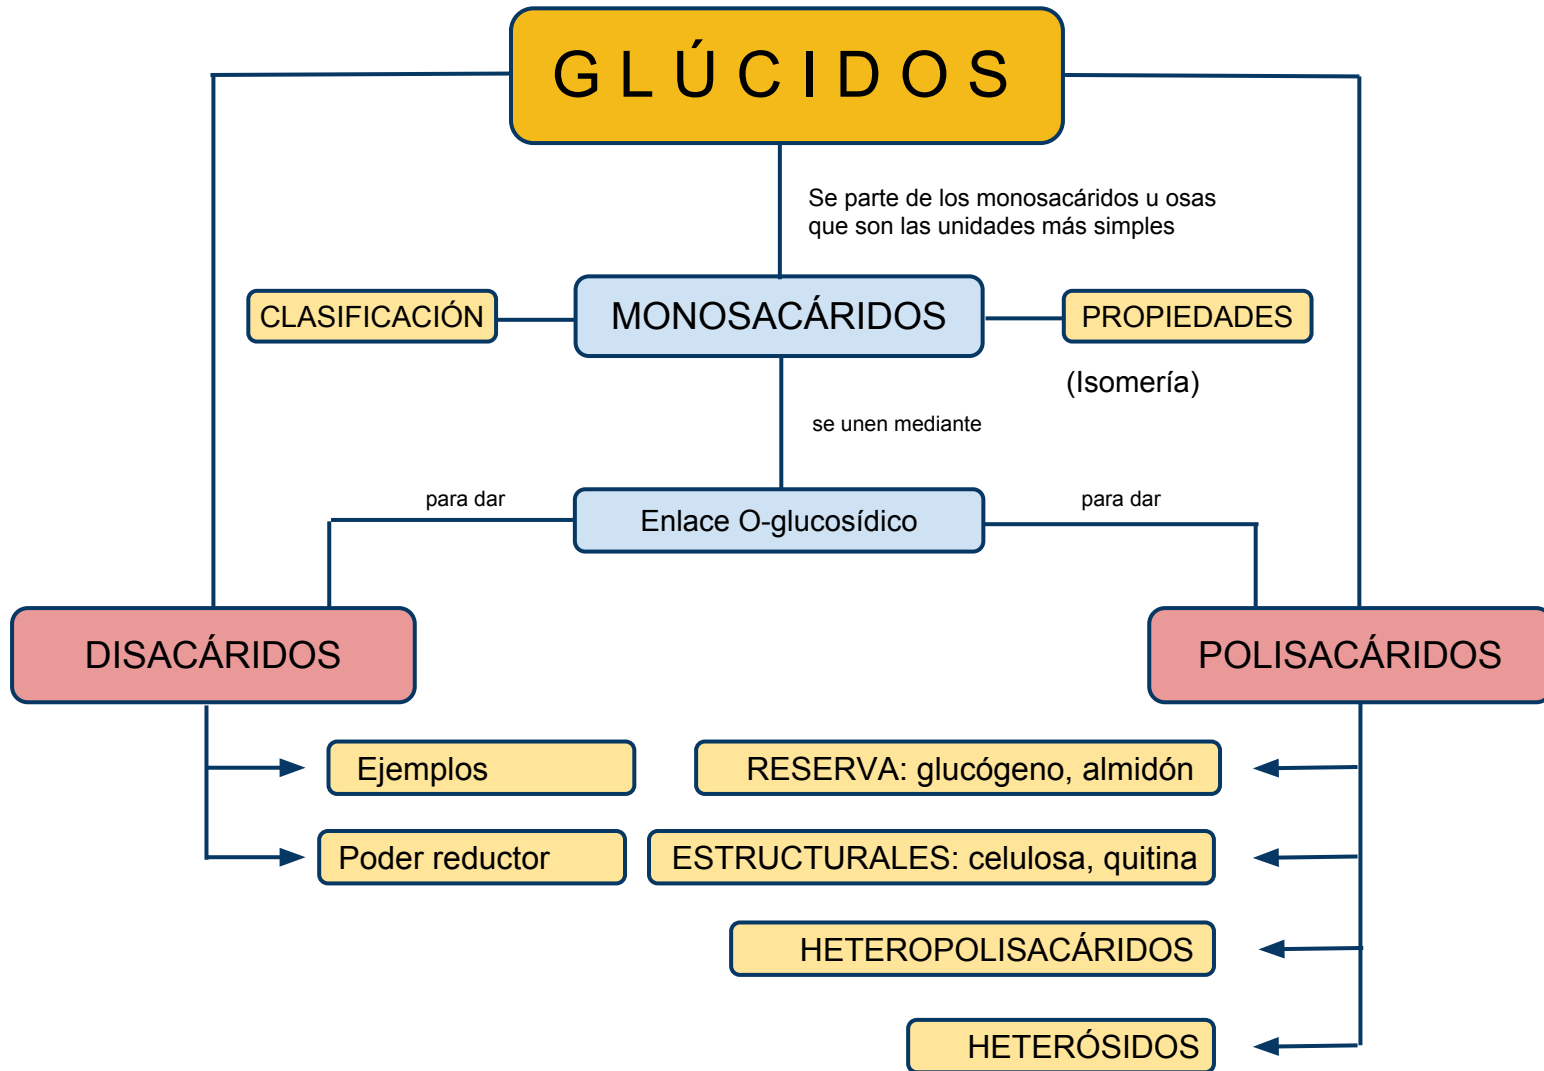 GLÚCIDOS
Se parte de los monosacáridos u osas
que son las unidades más simples
CLASIFICACIÓN
MONOSACÁRIDOS
PROPIEDADES
(Isomería)
se unen mediante
para dar
Enlace O-glucosídico
para dar
DISACÁRIDOS
POLISACÁRIDOS
Ejemplos
RESERVA: glucógeno, almidón
Poder reductor
ESTRUCTURALES: celulosa, quitina
HETEROPOLISACÁRIDOS
HETERÓSIDOS